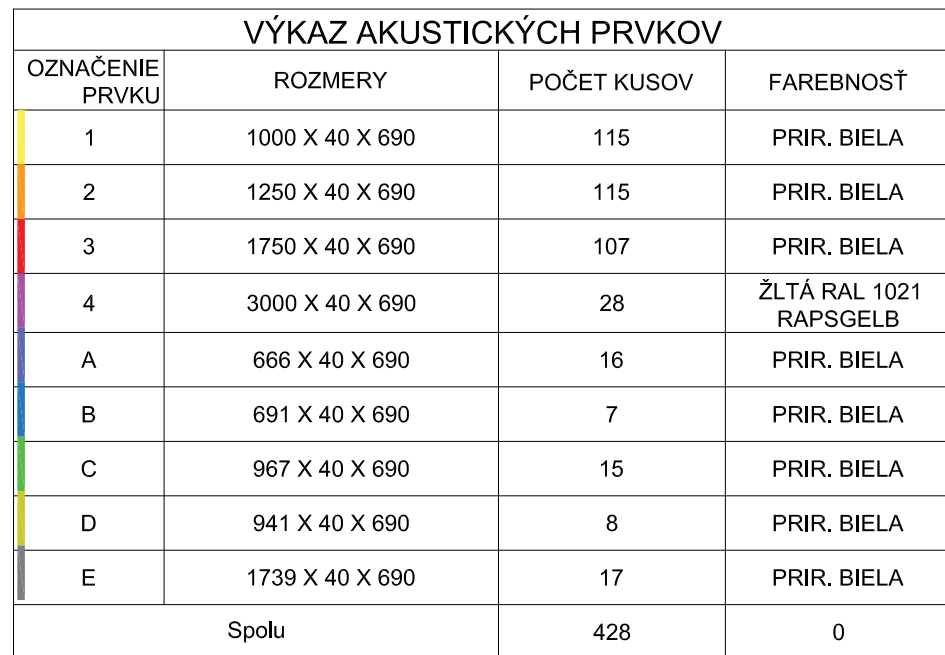 VÝKAZ AKUSTICKÝCH PRVKOV
OZNAČENIE PRVKU ROZMERY POČET KUSOV FAREBNOSŤ
1 1000 X 40 X 690 115 PRIR. BIELA
2 1250 X 40 X 690 115 PRIR. BIELA
3 1750 X 40 X 690 107 PRIR. BIELA
4 3000 X 40 X 690 28 ŽLTÁ RAL 1021 RAPSGELB
A 666 X 40 X 690 16 PRIR. BIELA
B 691 X 40 X 690 7 PRIR. BIELA
C 967 X 40 X 690 15 PRIR. BIELA
D 941 X 40 X 690 8 PRIR. BIELA
E 1739 X 40 X 690 17 PRIR. BIELA
Spolu 428 0